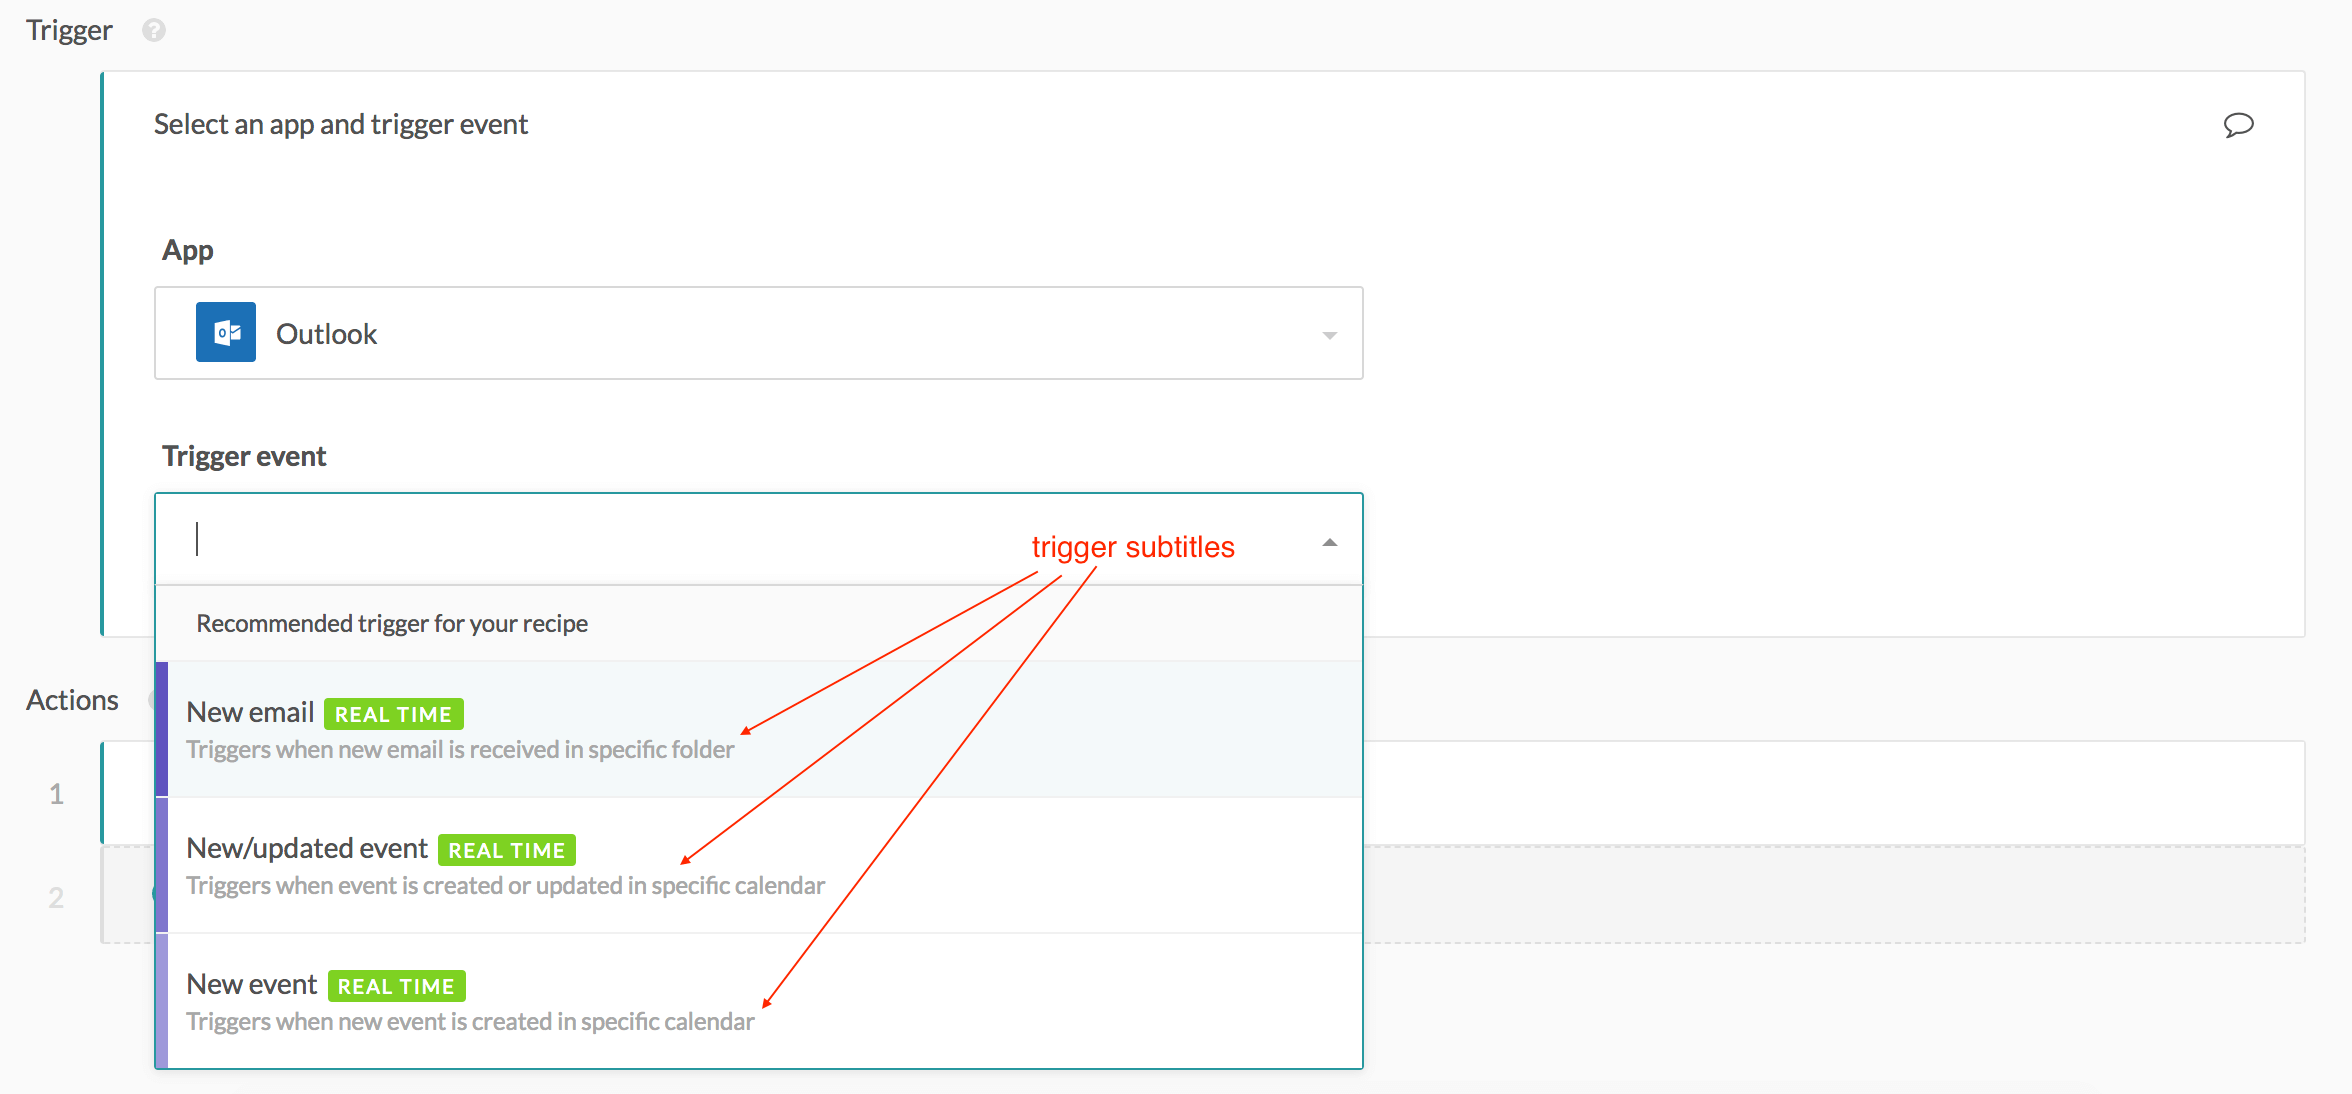 Trigger ?
Select an app and trigger event
App
Outlook
Trigger event
trigger subtitles
Recommended trigger for your recipe
New email REAL TIME
Triggers when new email is received in specific folder
New/updated event REAL TIME
Triggers when event is created or updated in specific calendar
New event REAL TIME
Triggers when new event is created in specific calendar
Actions
1
2